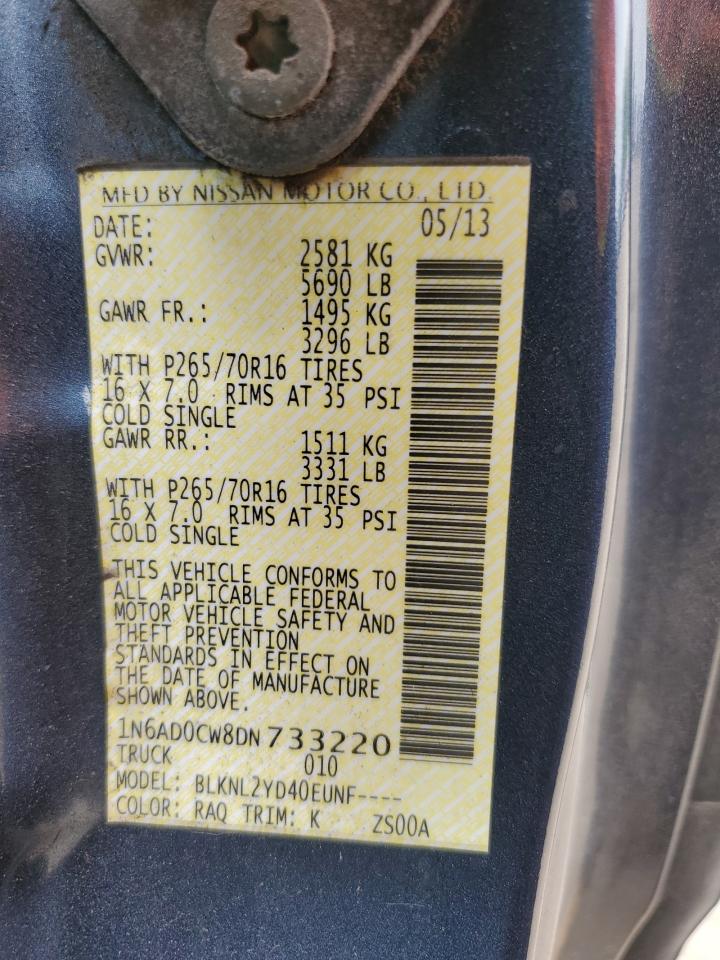 MFD BY NISSAN MOTOR CO., LTD.
DATE: 05/13
GVWR: 2581 KG
5690 LB
GAWR FR.: 1495 KG
3296 LB
WITH P265/70R16 TIRES
16 X 7.0 RIMS AT 35 PSI
COLD SINGLE
GAWR RR.: 1511 KG
3331 LB
WITH P265/70R16 TIRES
16 X 7.0 RIMS AT 35 PSI
COLD SINGLE
THIS VEHICLE CONFORMS TO
ALL APPLICABLE FEDERAL
MOTOR VEHICLE SAFETY AND
THEFT PREVENTION
STANDARDS IN EFFECT ON
THE DATE OF MANUFACTURE
SHOWN ABOVE.
1N6AD0CW8DN733220
TRUCK 010
MODEL: BLKNL2YD40EUNF----
COLOR: RAQ TRIM: K ZS00A